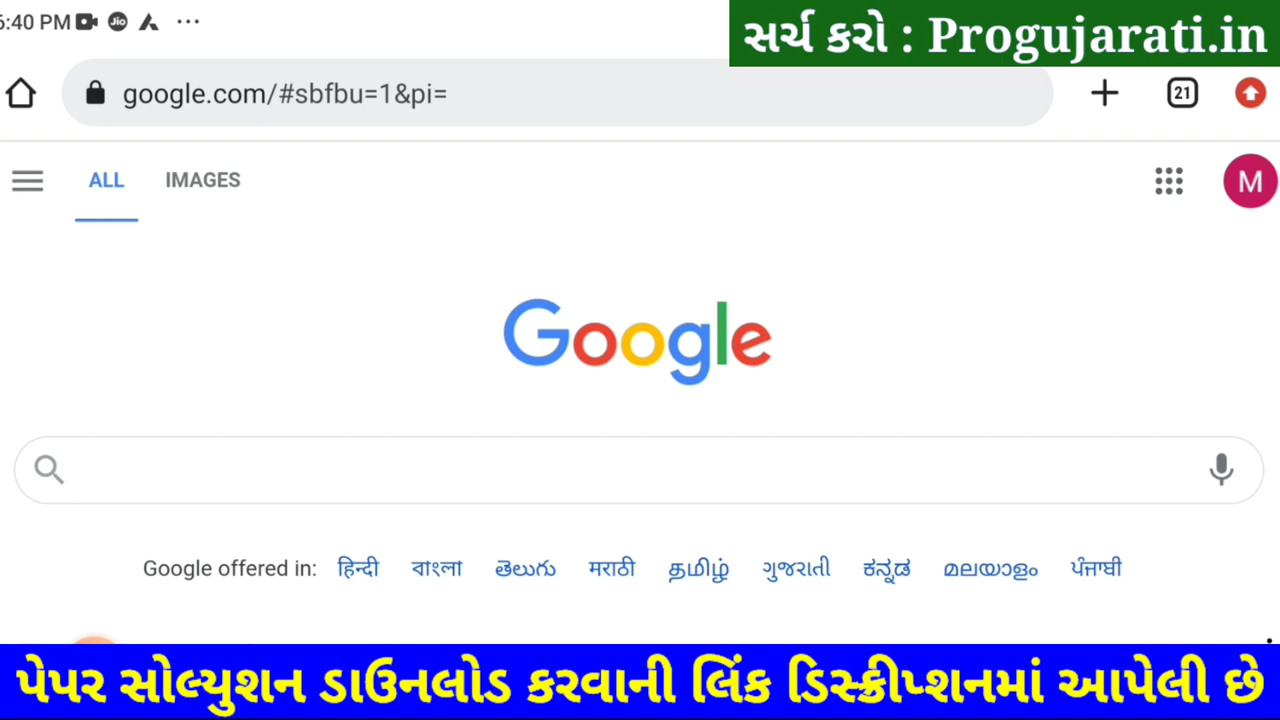 6:40 PM
સર્ચ કરો : Progujarati.in
google.com/#sbfbu=1&pi=
21
ALL IMAGES
M
Google
Google offered in: हिन्दी বাংলা తెలుగు मराठी தமிழ் ગુજરાતી ಕನ್ನಡ മലയാളം ਪੰਜਾਬੀ
પેપર સોલ્યુશન ડાઉનલોડ કરવાની લિંક ડિસ્ક્રીપ્શનમાં આપેલી છે